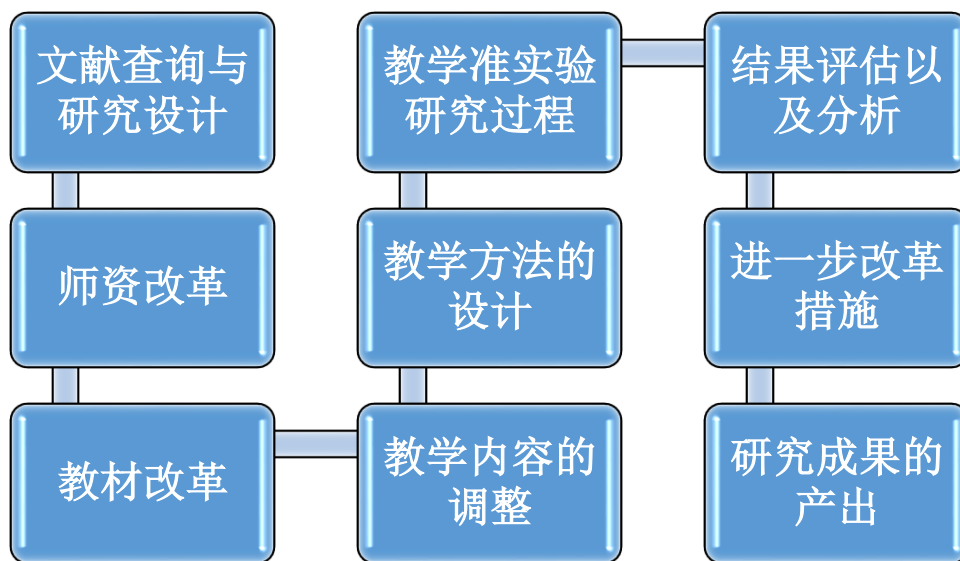 文献查询与
研究设计
师资改革
教材改革
教学内容的
调整
教学方法的
设计
教学准实验
研究过程
结果评估以
及分析
进一步改革
措施
研究成果的
产出